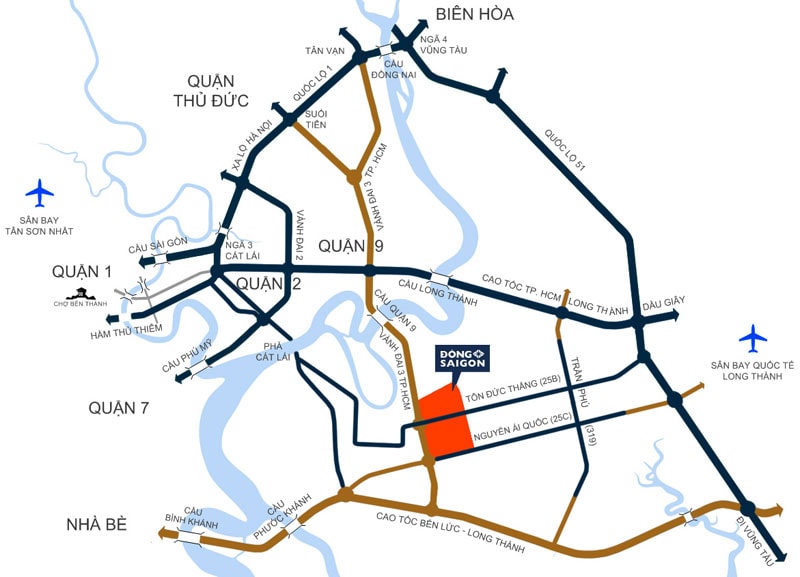 BIÊN HÒA
TÂN VẠN
NGÃ 4
VŨNG TÀU
CẦU
ĐỒNG NAI
QUỐC LỘ 1
QUẬN
THỦ ĐỨC
SUỐI
TIÊN
XA LỘ HÀ NỘI
VÀNH ĐAI 3 TP. HCM
QUỐC LỘ 51
SÂN BAY
TÂN SƠN NHẤT
VÀNH ĐAI 2
CẦU SÀI GÒN
NGÃ 3
CÁT LÁI
QUẬN 9
QUẬN 1
QUẬN 2
CẦU LONG THÀNH
CAO TỐC TP. HCM
LONG THÀNH
DẦU GIÂY
CHỢ BẾN THÀNH
HẦM THỦ THIÊM
CẦU QUẬN 9
PHÀ
CÁT LÁI
CẦU PHÚ MỸ
VÀNH ĐAI 3 TP.HCM
ĐÔNG
SAIGON
TRẦN PHÚ
(319)
SÂN BAY QUỐC TẾ
LONG THÀNH
TÔN ĐỨC THẮNG (25B)
QUẬN 7
NGUYỄN ÁI QUỐC (25C)
NHÀ BÈ
CẦU
BÌNH KHÁNH
CẦU
PHƯỚC KHÁNH
CAO TỐC BẾN LỨC - LONG THÀNH
ĐI VŨNG TÀU